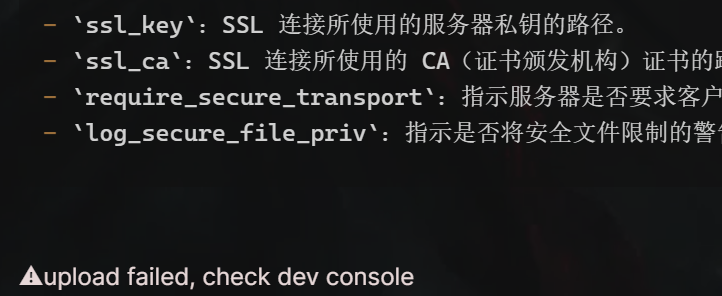 - `ssl_key`：SSL 连接所使用的服务器私钥的路径。
- `ssl_ca`：SSL 连接所使用的 CA（证书颁发机构）证书的
- `require_secure_transport`：指示服务器是否要求客户
- `log_secure_file_priv`：指示是否将安全文件限制的警
⚠upload failed, check dev console